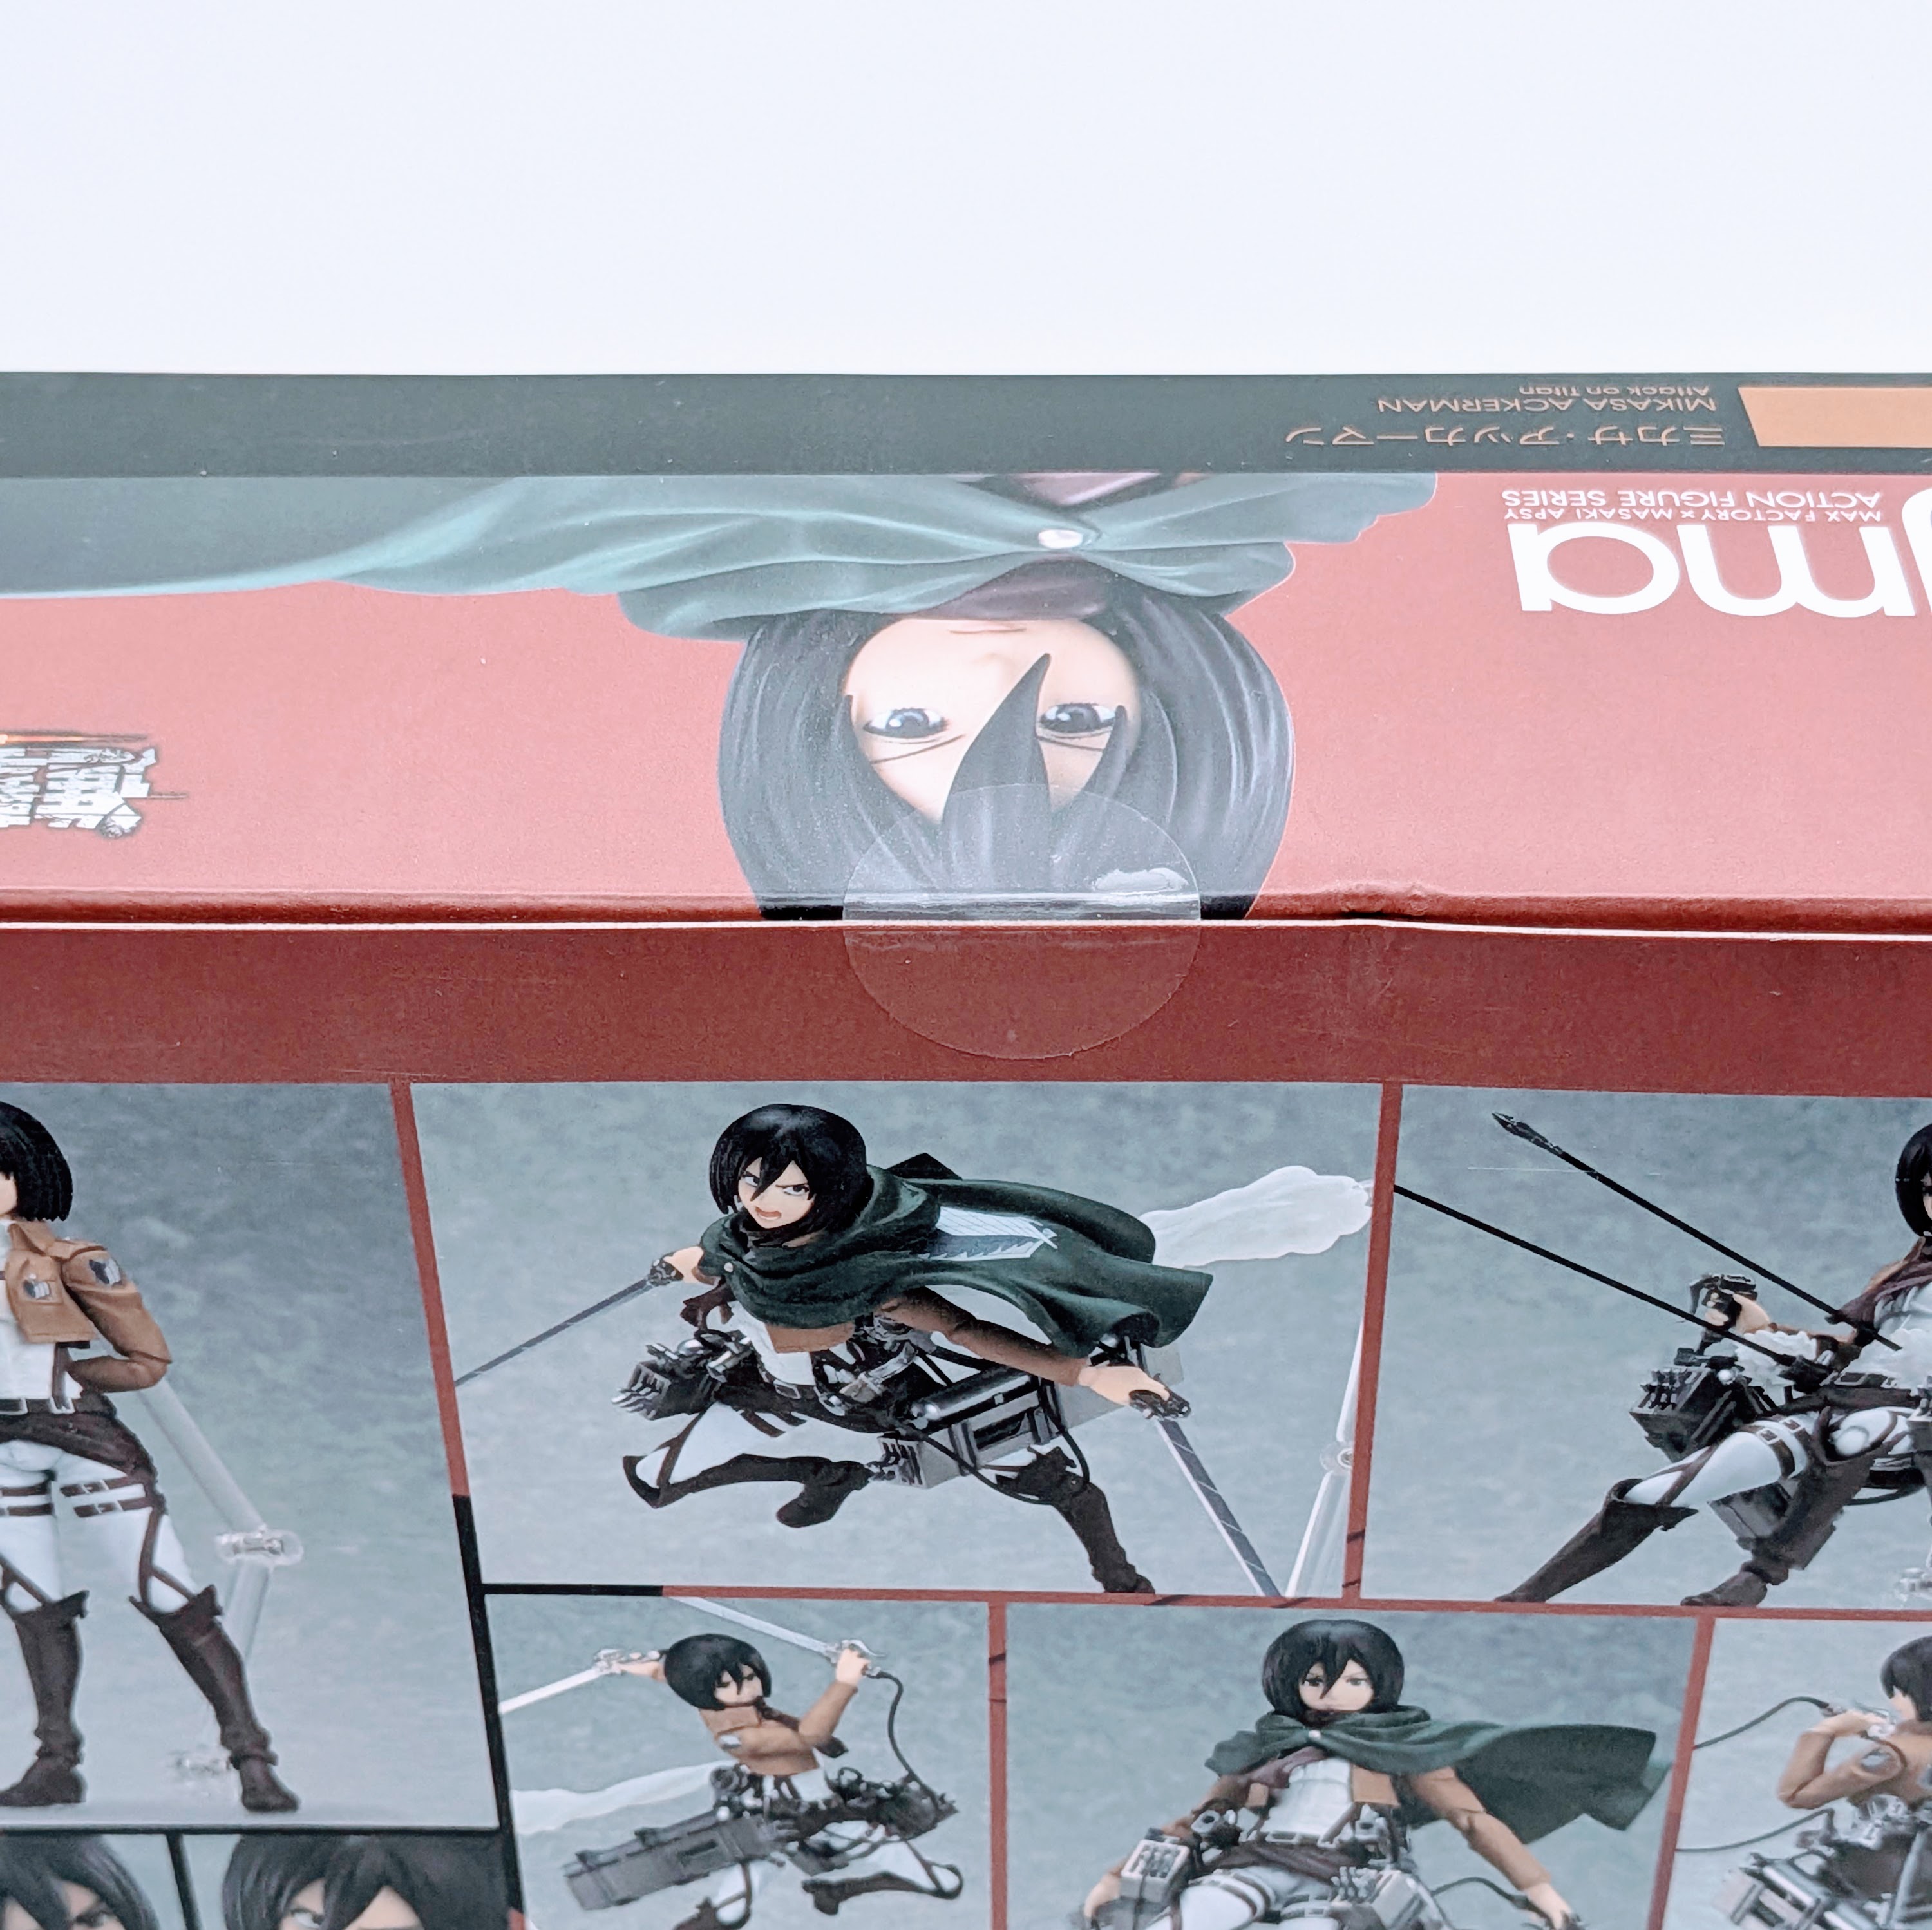 ミカサ・アッカーマン
MIKASA ACKERMAN
Attack on Titan
MAX FACTORY x MASAKI APSY
ACTION FIGURE SERIES